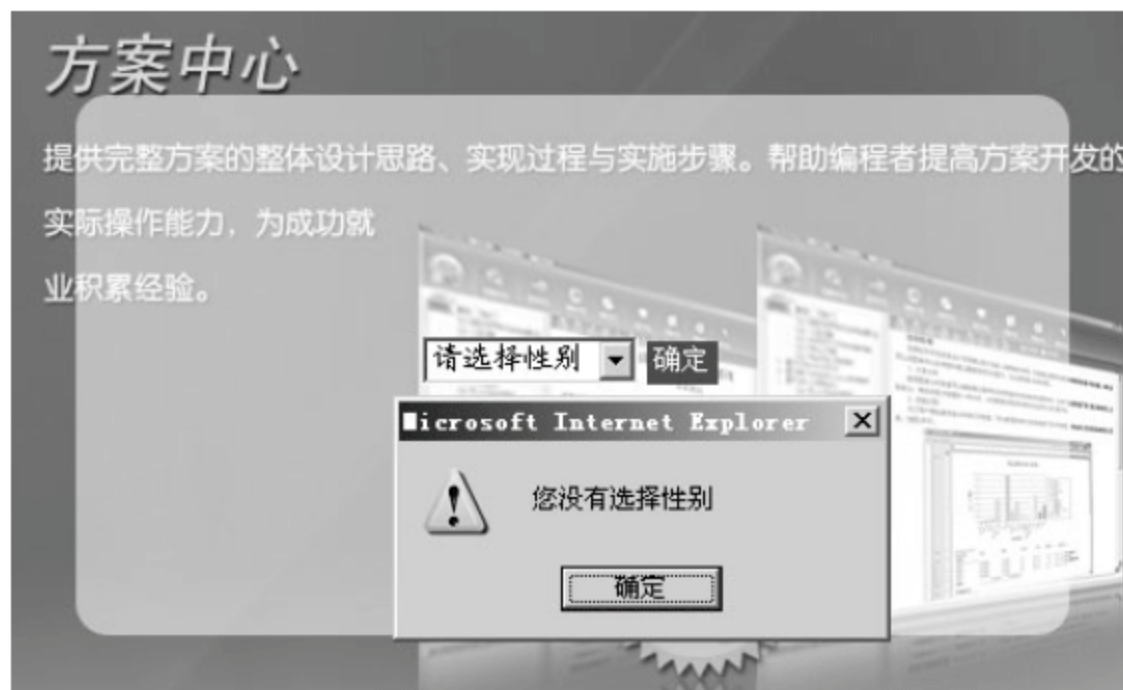 方案中心
提供完整方案的整体设计思路、实现过程与实施步骤。帮助编程者提高方案开发的
实际操作能力，为成功就
业积累经验。
请选择性别 确定
Microsoft Internet Explorer
您没有选择性别
确定